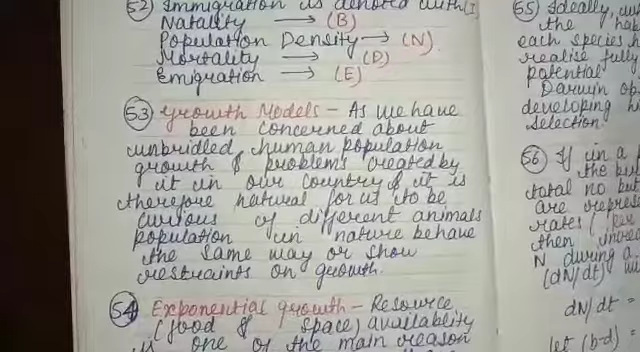 52) Immigration is denoted with (I)
Natality → (B)
Population Density → (N)
Mortality → (D)
Emigration → (E)
53) Growth Models - As we have
been concerned about
unbridled human population
growth & problems created by
it in our country & it is
therefore natural for us to be
curious of different animals
population in nature behave
the same way or show
restraints on growth.
54) Exponential growth - Resource
(food & space) availability
is one of the main reason
55) Ideally,
the
each species
realise fully
potential
Darwin
developing
selection.
56) If in a
the
total no
are
rates (
then
N during a
(dN/dt)
dN/dt =
let (b-d) =